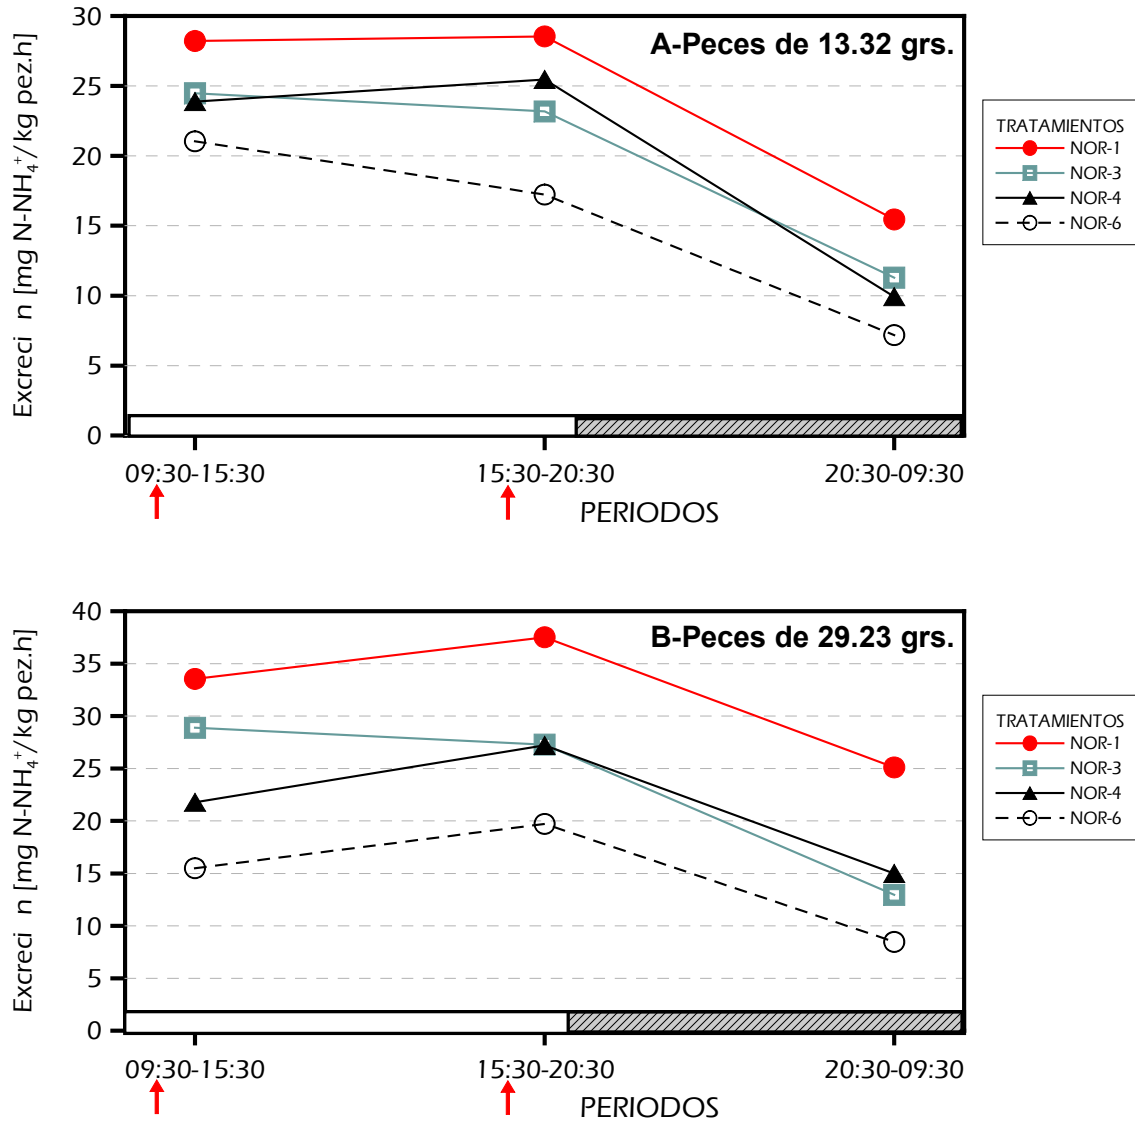 30
25
20
15
10
5
0
Excreci n [mg N-NH₄⁺/kg pez.h]
A-Peces de 13.32 grs.
09:30-15:30
15:30-20:30
20:30-09:30
PERIODOS
TRATAMIENTOS
NOR-1
NOR-3
NOR-4
NOR-6
40
35
30
25
20
15
10
5
0
Excreci n [mg N-NH₄⁺/kg pez.h]
B-Peces de 29.23 grs.
09:30-15:30
15:30-20:30
20:30-09:30
PERIODOS
TRATAMIENTOS
NOR-1
NOR-3
NOR-4
NOR-6